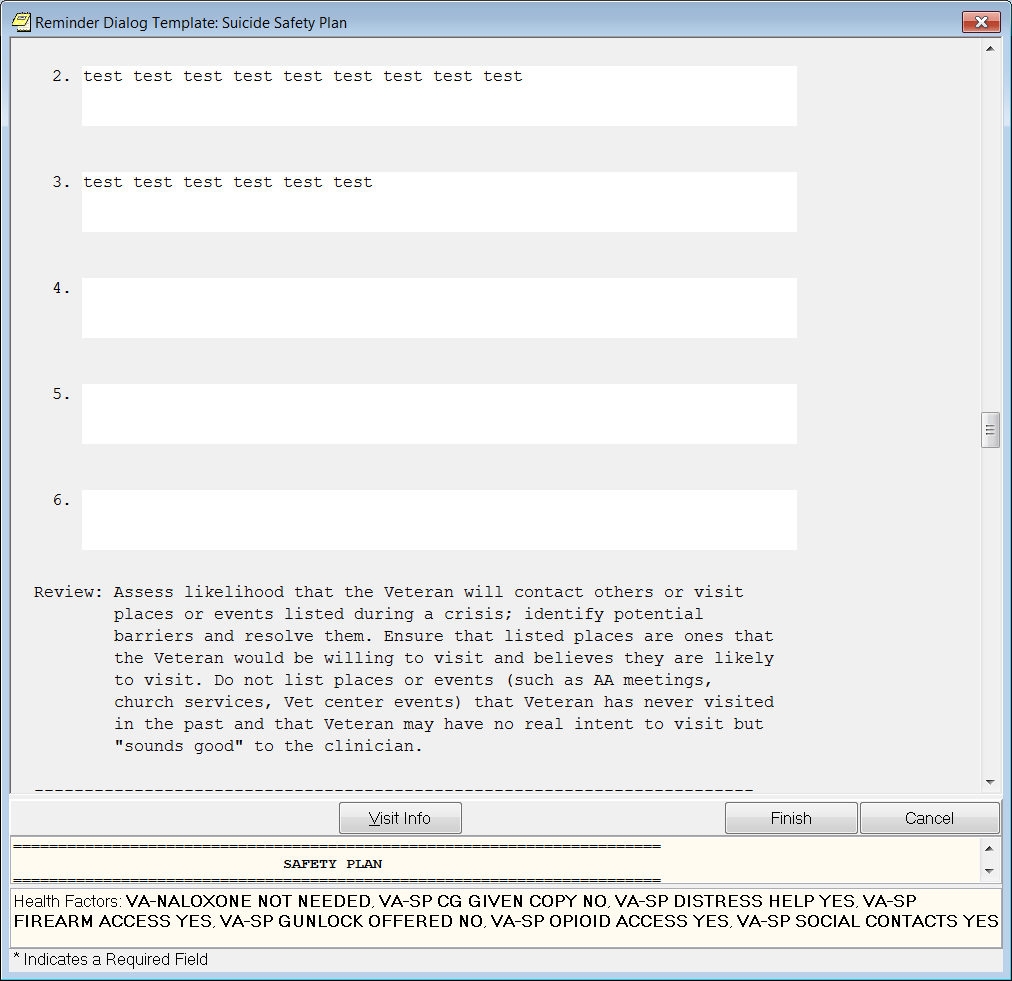 Reminder Dialog Template: Suicide Safety Plan
2. test test test test test test test test test
3. test test test test test test
4.
5.
6.
Review: Assess likelihood that the Veteran will contact others or visit
places or events listed during a crisis; identify potential
barriers and resolve them. Ensure that listed places are ones that
the Veteran would be willing to visit and believes they are likely
to visit. Do not list places or events (such as AA meetings,
church services, Vet center events) that Veteran has never visited
in the past and that Veteran may have no real intent to visit but
"sounds good" to the clinician.
------------------------------------------------------------------------
Visit Info Finish Cancel
========================================================================
SAFETY PLAN
========================================================================
Health Factors: VA-NALOXONE NOT NEEDED, VA-SP CG GIVEN COPY NO, VA-SP DISTRESS HELP YES, VA-SP
FIREARM ACCESS YES, VA-SP GUNLOCK OFFERED NO, VA-SP OPIOID ACCESS YES, VA-SP SOCIAL CONTACTS YES
* Indicates a Required Field